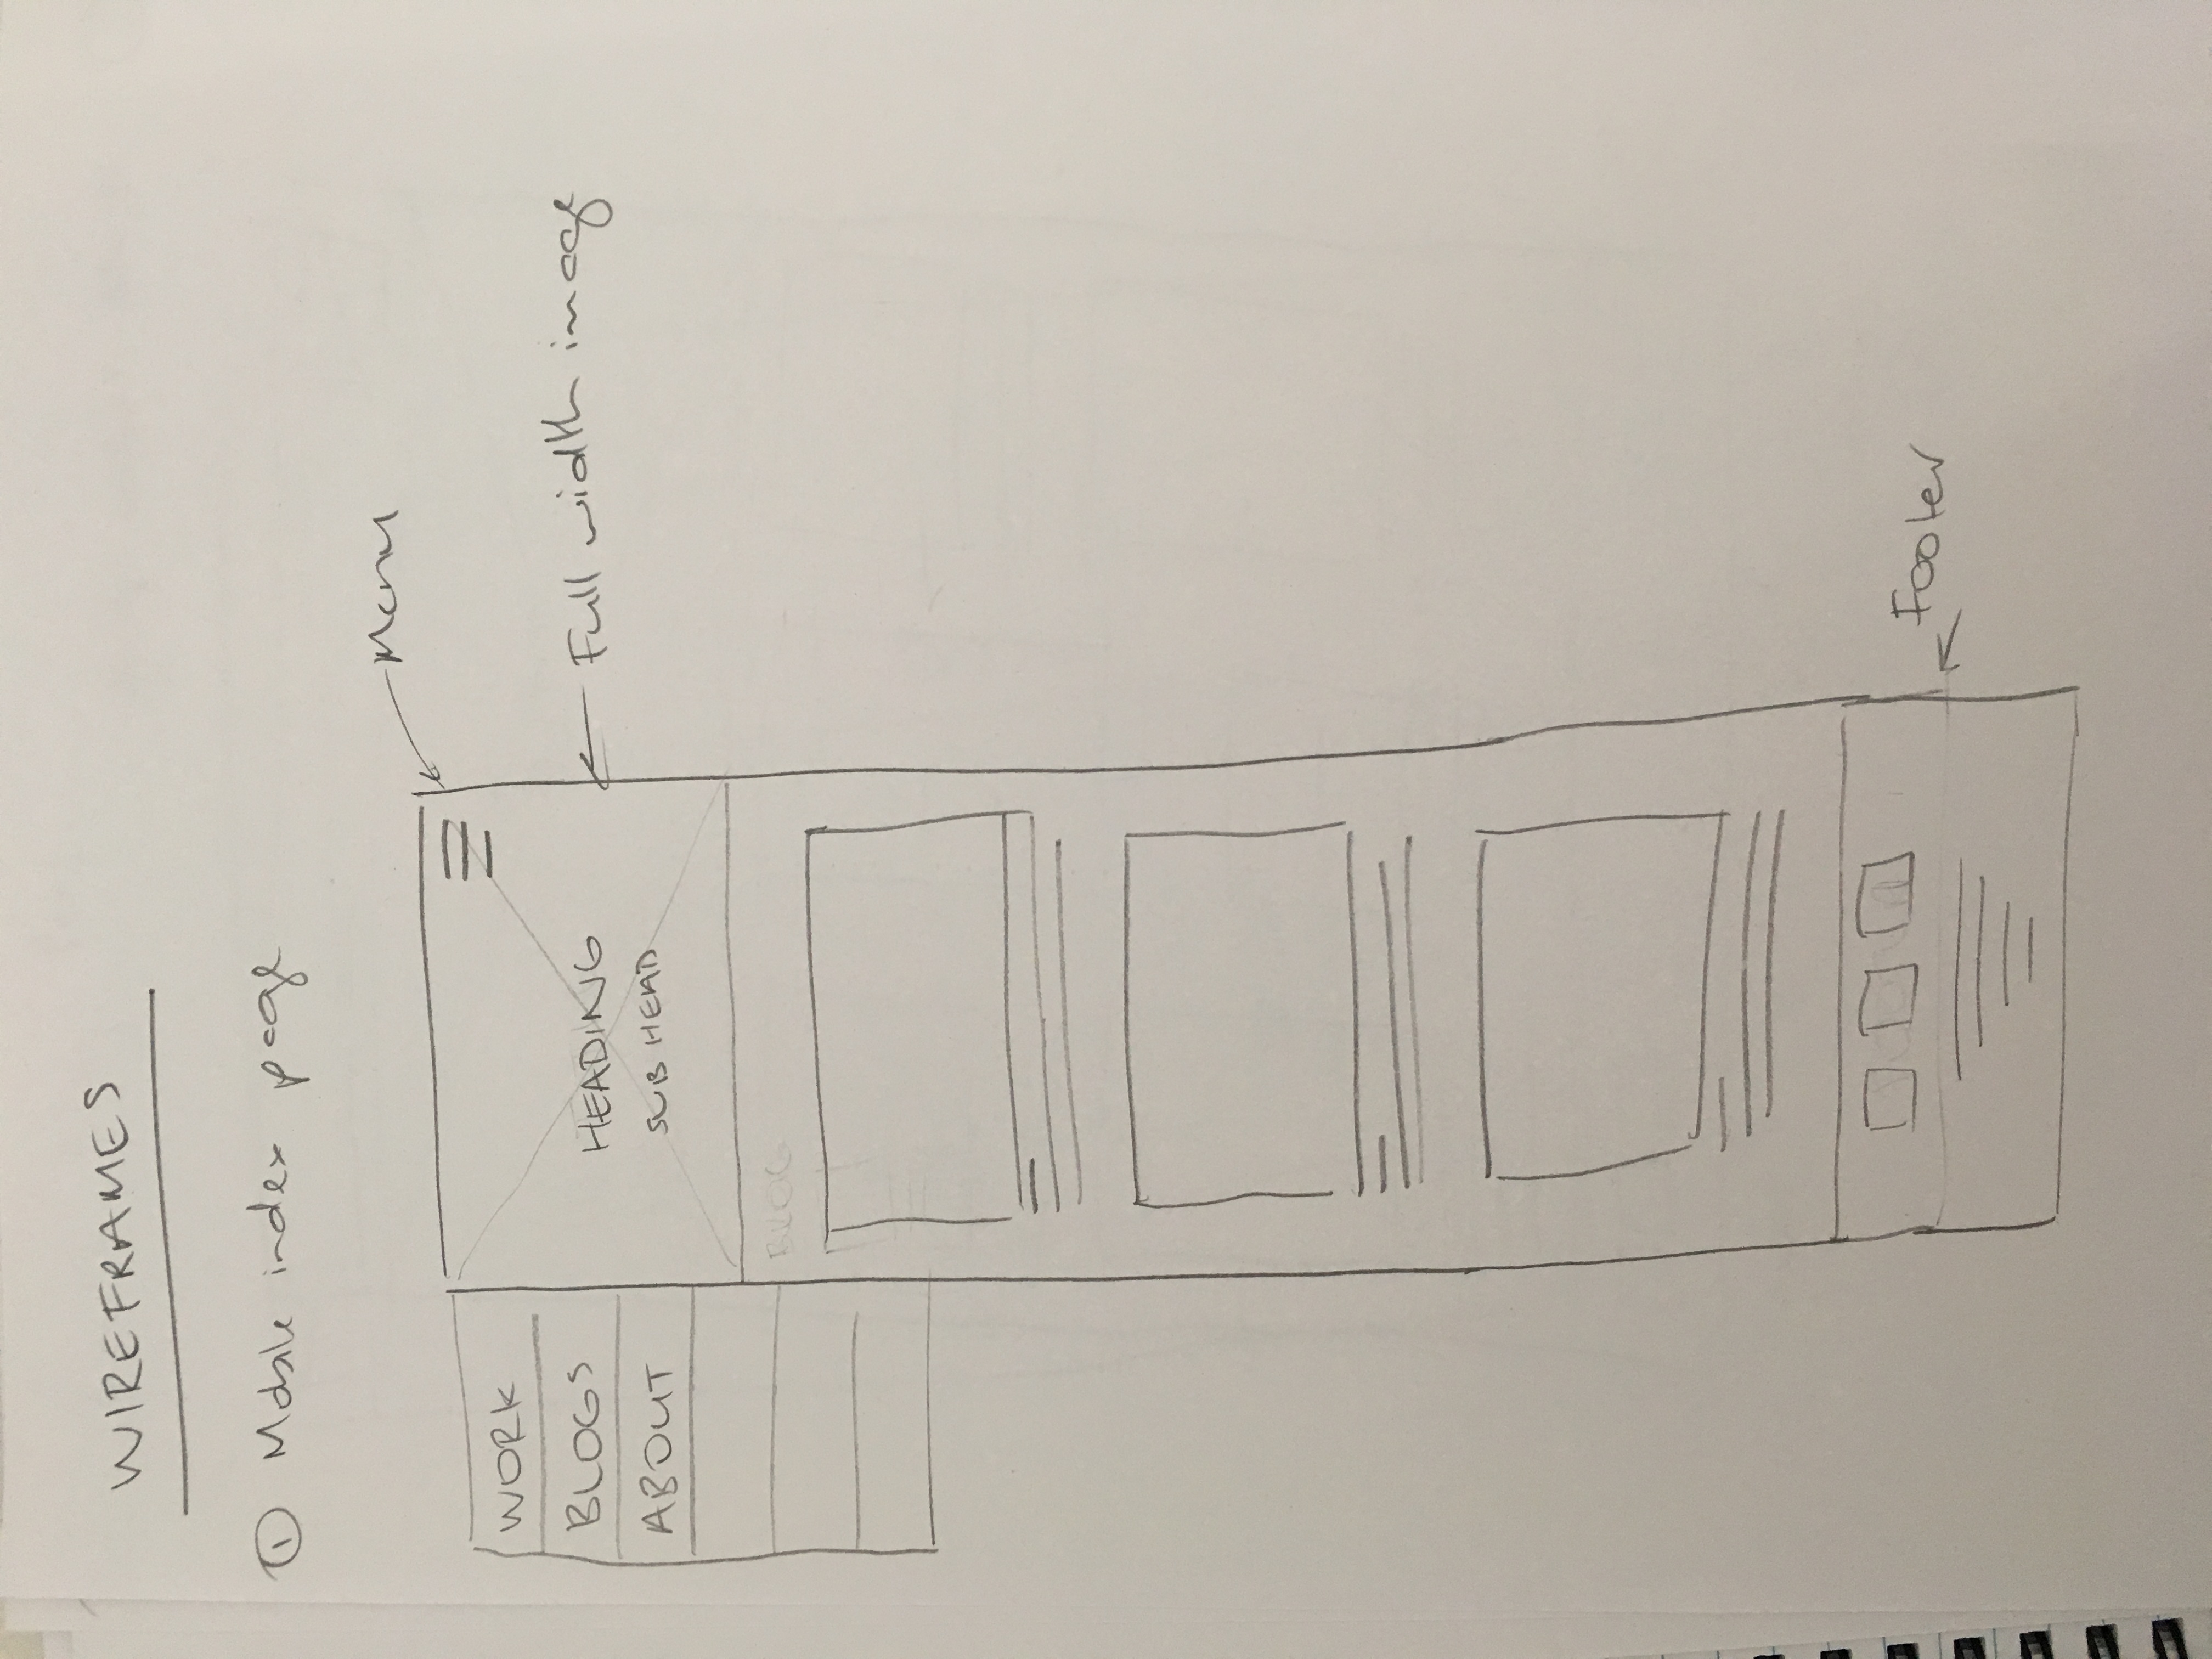 WIREFRAMES
① Mobile index page
Menu
WORK
BLOGS
ABOUT
HEADING
SUB HEAD
Full width image
BLOG
Footer